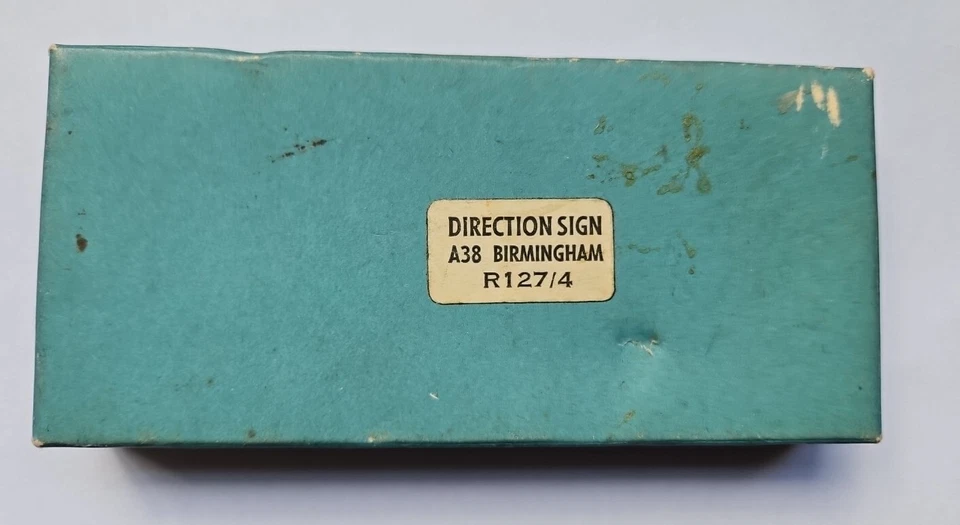 DIRECTION SIGN
A38 BIRMINGHAM
R127/4